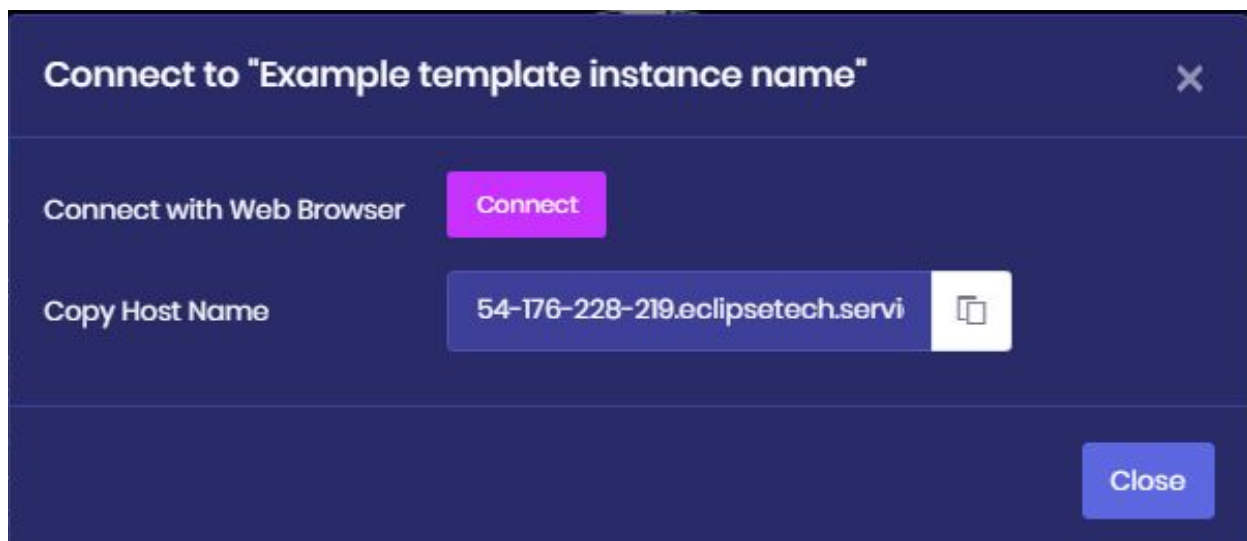 Connect to "Example template instance name"
Connect with Web Browser
Connect
Copy Host Name
54-176-228-219.eclipsetech.servi
Close